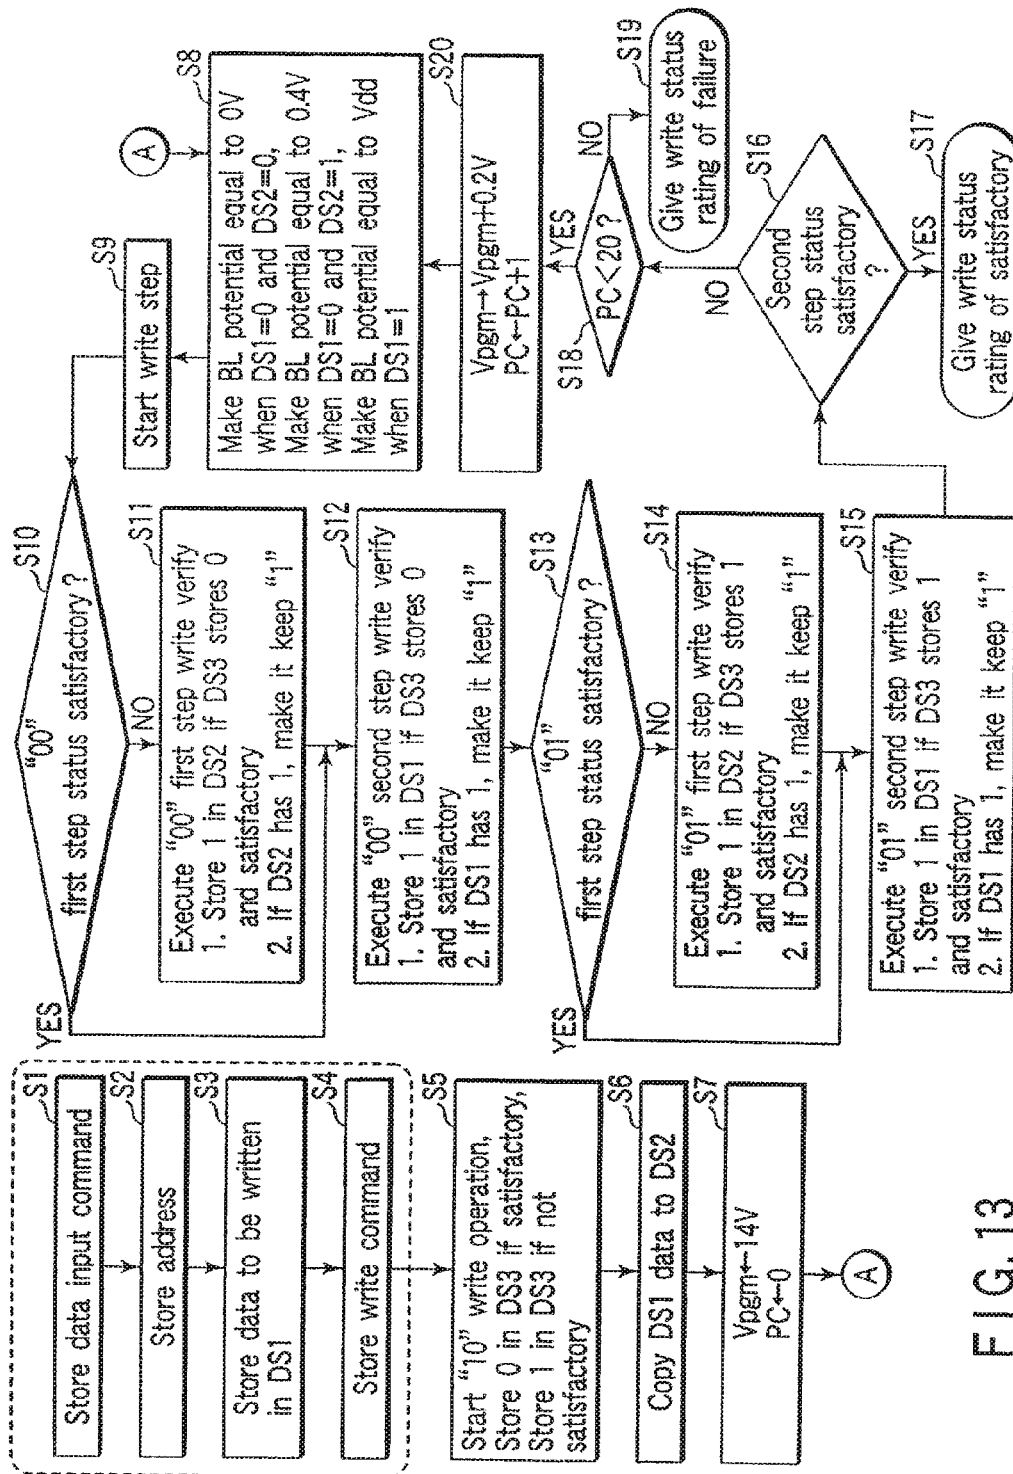 S1
Store data input command
S2
Store address
S3
Store data to be written
in DS1
S4
Store write command
S5
Start “10” write operation,
Store 0 in DS3 if satisfactory,
Store 1 in DS3 if not
satisfactory
S6
Copy DS1 data to DS2
S7
Vpgm←14V
PC←0
A
S10
“00”
first step status satisfactory ?
YES
NO
S11
Execute “00” first step write verify
1. Store 1 in DS2 if DS3 stores 0
and satisfactory
2. If DS2 has 1, make it keep “1”
S12
Execute “00” second step write verify
1. Store 1 in DS1 if DS3 stores 0
and satisfactory
2. If DS1 has 1, make it keep “1”
S13
“01”
first step status satisfactory ?
YES
NO
S14
Execute “01” first step write verify
1. Store 1 in DS2 if DS3 stores 1
and satisfactory
2. If DS2 has 1, make it keep “1”
S15
Execute “01” second step write verify
1. Store 1 in DS1 if DS3 stores 1
and satisfactory
2. If DS1 has 1, make it keep “1”
A
S9
Start write step
S8
Make BL potential equal to 0V
when DS1=0 and DS2=0,
Make BL potential equal to 0.4V
when DS1=0 and DS2=1,
Make BL potential equal to Vdd
when DS1=1
S20
Vpgm→Vpgm+0.2V
PC←PC+1
YES
S18
PC<20 ?
NO
S19
Give write status
rating of failure
NO
S16
Second
step status
satisfactory
?
YES
S17
Give write status
rating of satisfactory
FIG. 13